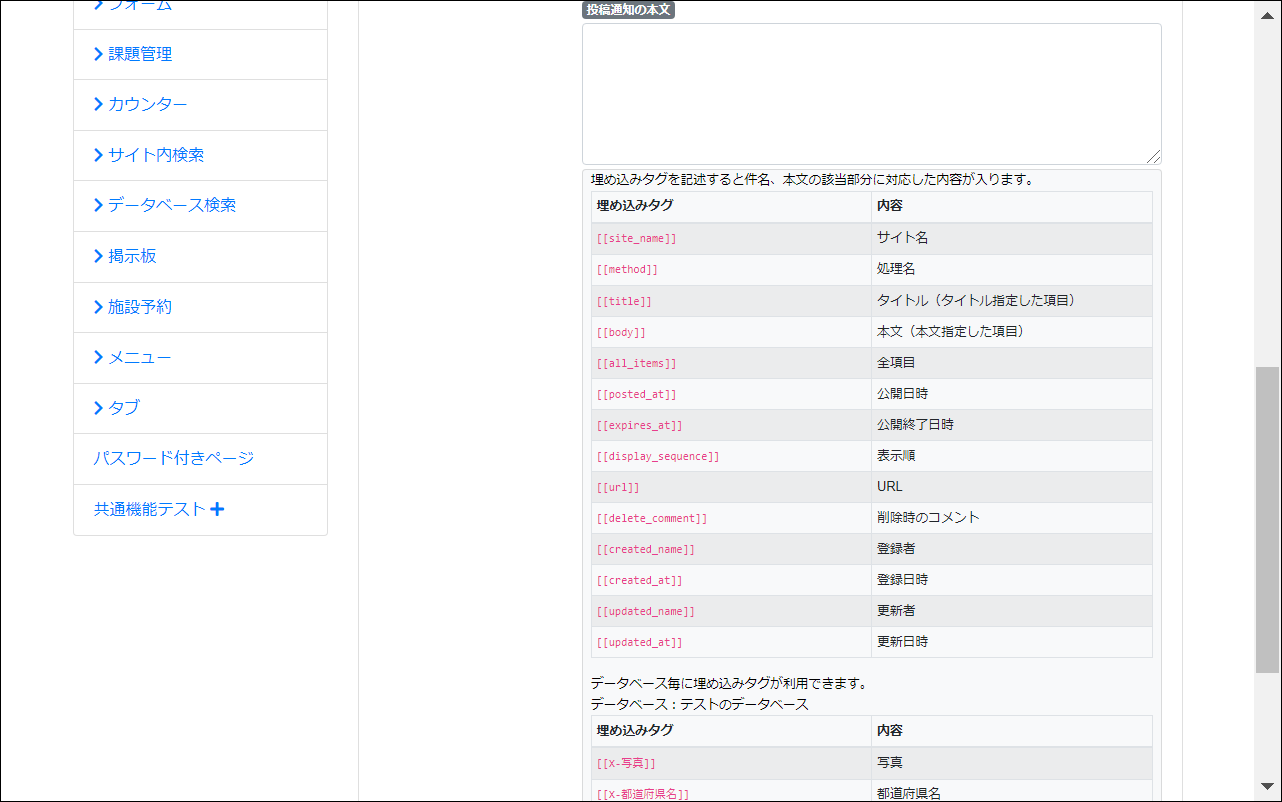 フォーム
課題管理
カウンター
サイト内検索
データベース検索
掲示板
施設予約
メニュー
タブ
パスワード付きページ
共通機能テスト
投稿通知の本文
埋め込みタグを記述すると件名、本文の該当部分に対応した内容が入ります。
埋め込みタグ 内容
[[site_name]] サイト名
[[method]] 処理名
[[title]] タイトル（タイトル指定した項目）
[[body]] 本文（本文指定した項目）
[[all_items]] 全項目
[[posted_at]] 公開日時
[[expires_at]] 公開終了日時
[[display_sequence]] 表示順
[[url]] URL
[[delete_comment]] 削除時のコメント
[[created_name]] 登録者
[[created_at]] 登録日時
[[updated_name]] 更新者
[[updated_at]] 更新日時
データベース毎に埋め込みタグが利用できます。
データベース：テストのデータベース
埋め込みタグ 内容
[[X-写真]] 写真
[[X-都道府県名]] 都道府県名